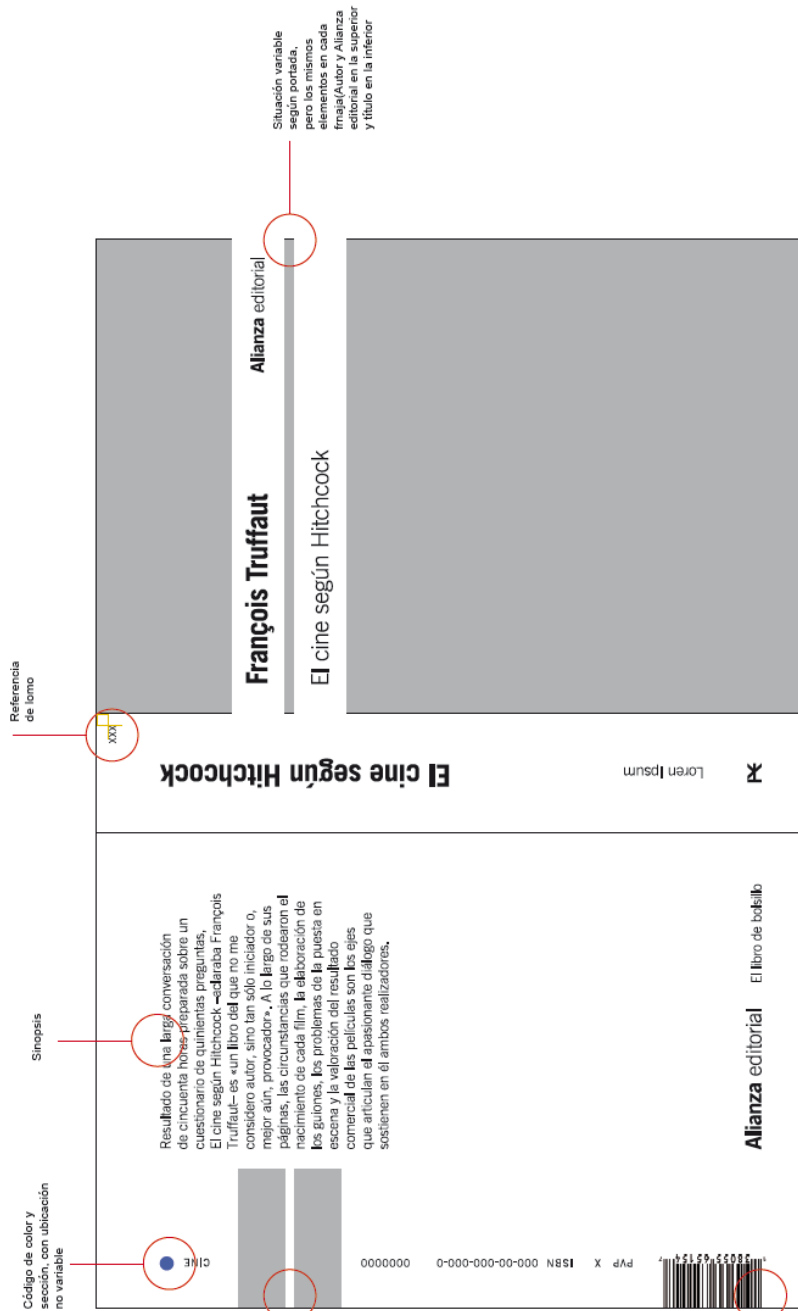 Código de color y
sección, con ubicación
no variable
Sinopsis
Referencia
de lomo
Situación variable
según portada,
pero los mismos
elementos en cada
frnaja(Autor y Alianza
editorial en la superior
y título en la inferior
CINE
0000000
ISBN 000-00-000-000-0
PVP X
Resultado de una larga conversación
de cincuenta horas preparada sobre un
cuestionario de quinientas preguntas,
El cine según Hitchcock –aclaraba François
Truffaut– es «un libro del que no me
considero autor, sino tan sólo iniciador o,
mejor aún, provocador». A lo largo de sus
páginas, las circunstancias que rodearon el
nacimiento de cada film, la elaboración de
los guiones, los problemas de la puesta en
escena y la valoración del resultado
comercial de las películas son los ejes
que articulan el apasionante diálogo que
sostienen en él ambos realizadores.
Alianza editorial El libro de bolsillo
XXX
El cine según Hitchcock
Loren Ipsum
François Truffaut
Alianza editorial
El cine según Hitchcock